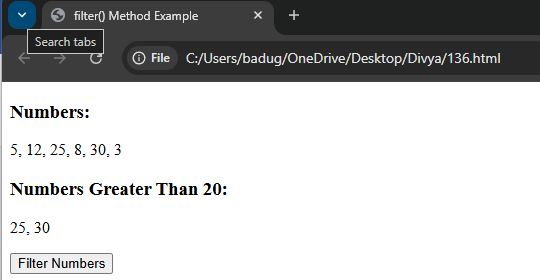 filter() Method Example
Search tabs
File C:/Users/badug/OneDrive/Desktop/Divya/136.html
Numbers:
5, 12, 25, 8, 30, 3
Numbers Greater Than 20:
25, 30
Filter Numbers